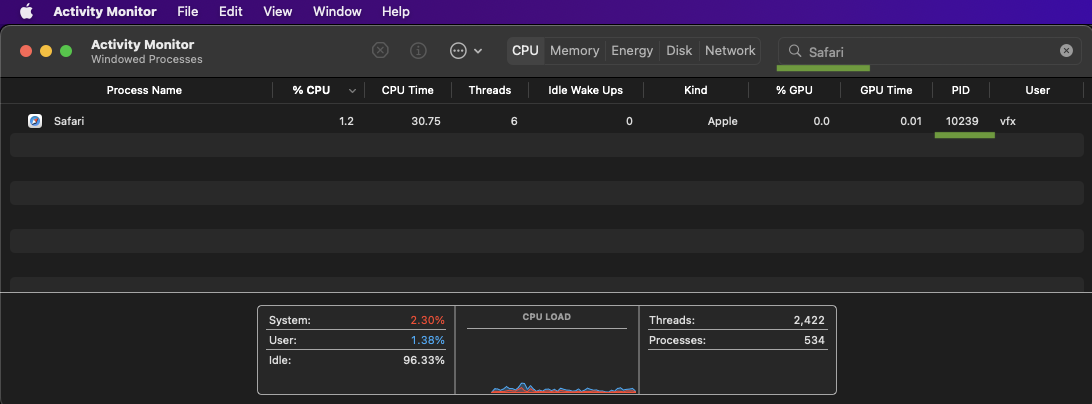 Activity Monitor File Edit View Window Help
Activity Monitor
Windowed Processes
CPU Memory Energy Disk Network
Safari
Process Name % CPU CPU Time Threads Idle Wake Ups Kind % GPU GPU Time PID User
Safari 1.2 30.75 6 0 Apple 0.0 0.01 10239 vfx
System: 2.30%
User: 1.38%
Idle: 96.33%
CPU LOAD
Threads: 2,422
Processes: 534